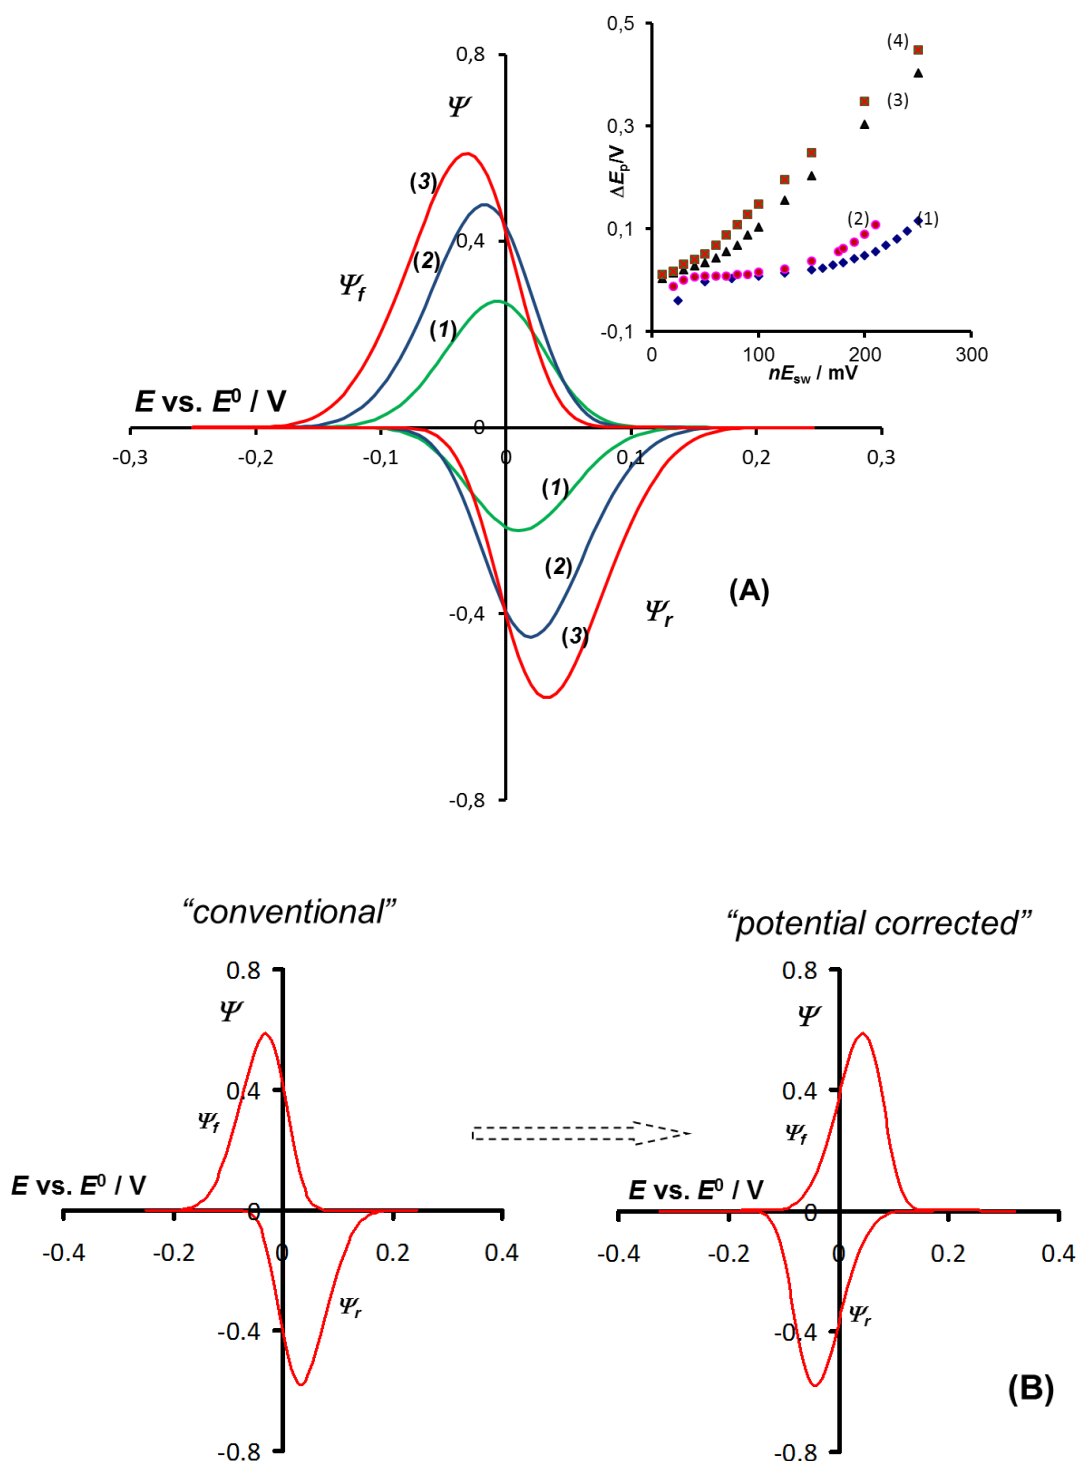 0,8
Ψ
(3)
0,4
(2)
Ψf
(1)
E vs. E0 / V
-0,3
-0,2
-0,1
0
0
0,1
0,2
0,3
(1)
(2)
(3)
Ψr
-0,4
-0,8
(A)
0,5
(4)
(3)
0,3
ΔEp/V
0,1
(2)
(1)
-0,1
0
100
200
300
nEsw / mV
“conventional”
0.8
Ψ
0.4
Ψf
E vs. E0 / V
0
-0.4
-0.2
0
0.2
0.4
Ψr
-0.4
-0.8
“potential corrected”
0.8
Ψ
0.4
Ψf
E vs. E0 / V
0
-0.4
-0.2
0
0.2
0.4
Ψr
-0.4
-0.8
(B)